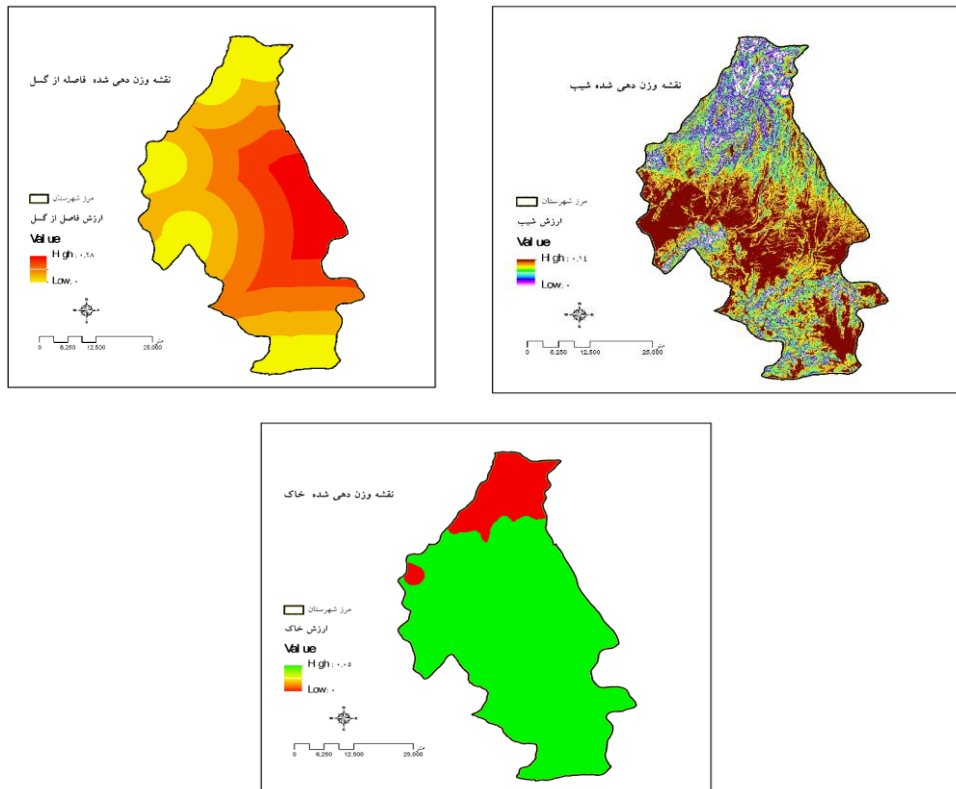 نقشه وزن دهی شده فاصله از گسل
مرز شهرستان
ارزش فاصل از گسل
Value
High : ۰.۲۸
Low: ۰
0 6,250 12,500 25,000 متر
نقشه وزن دهی شده شیب
مرز شهرستان
ارزش شیب
Value
High : ۰.۱٤
Low: ۰
0 6,250 12,500 25,000 متر
نقشه وزن دهی شده خاک
مرز شهرستان
ارزش خاک
Value
High : ۰.۰۵
Low: ۰
0 6,250 12,500 25,000 متر